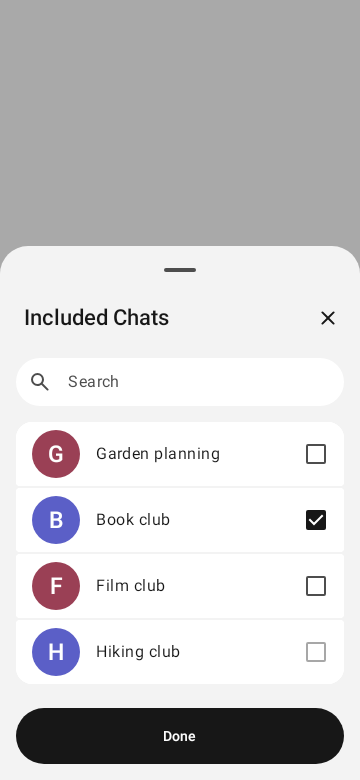 Included Chats
Search
G Garden planning
B Book club
F Film club
H Hiking club
Done